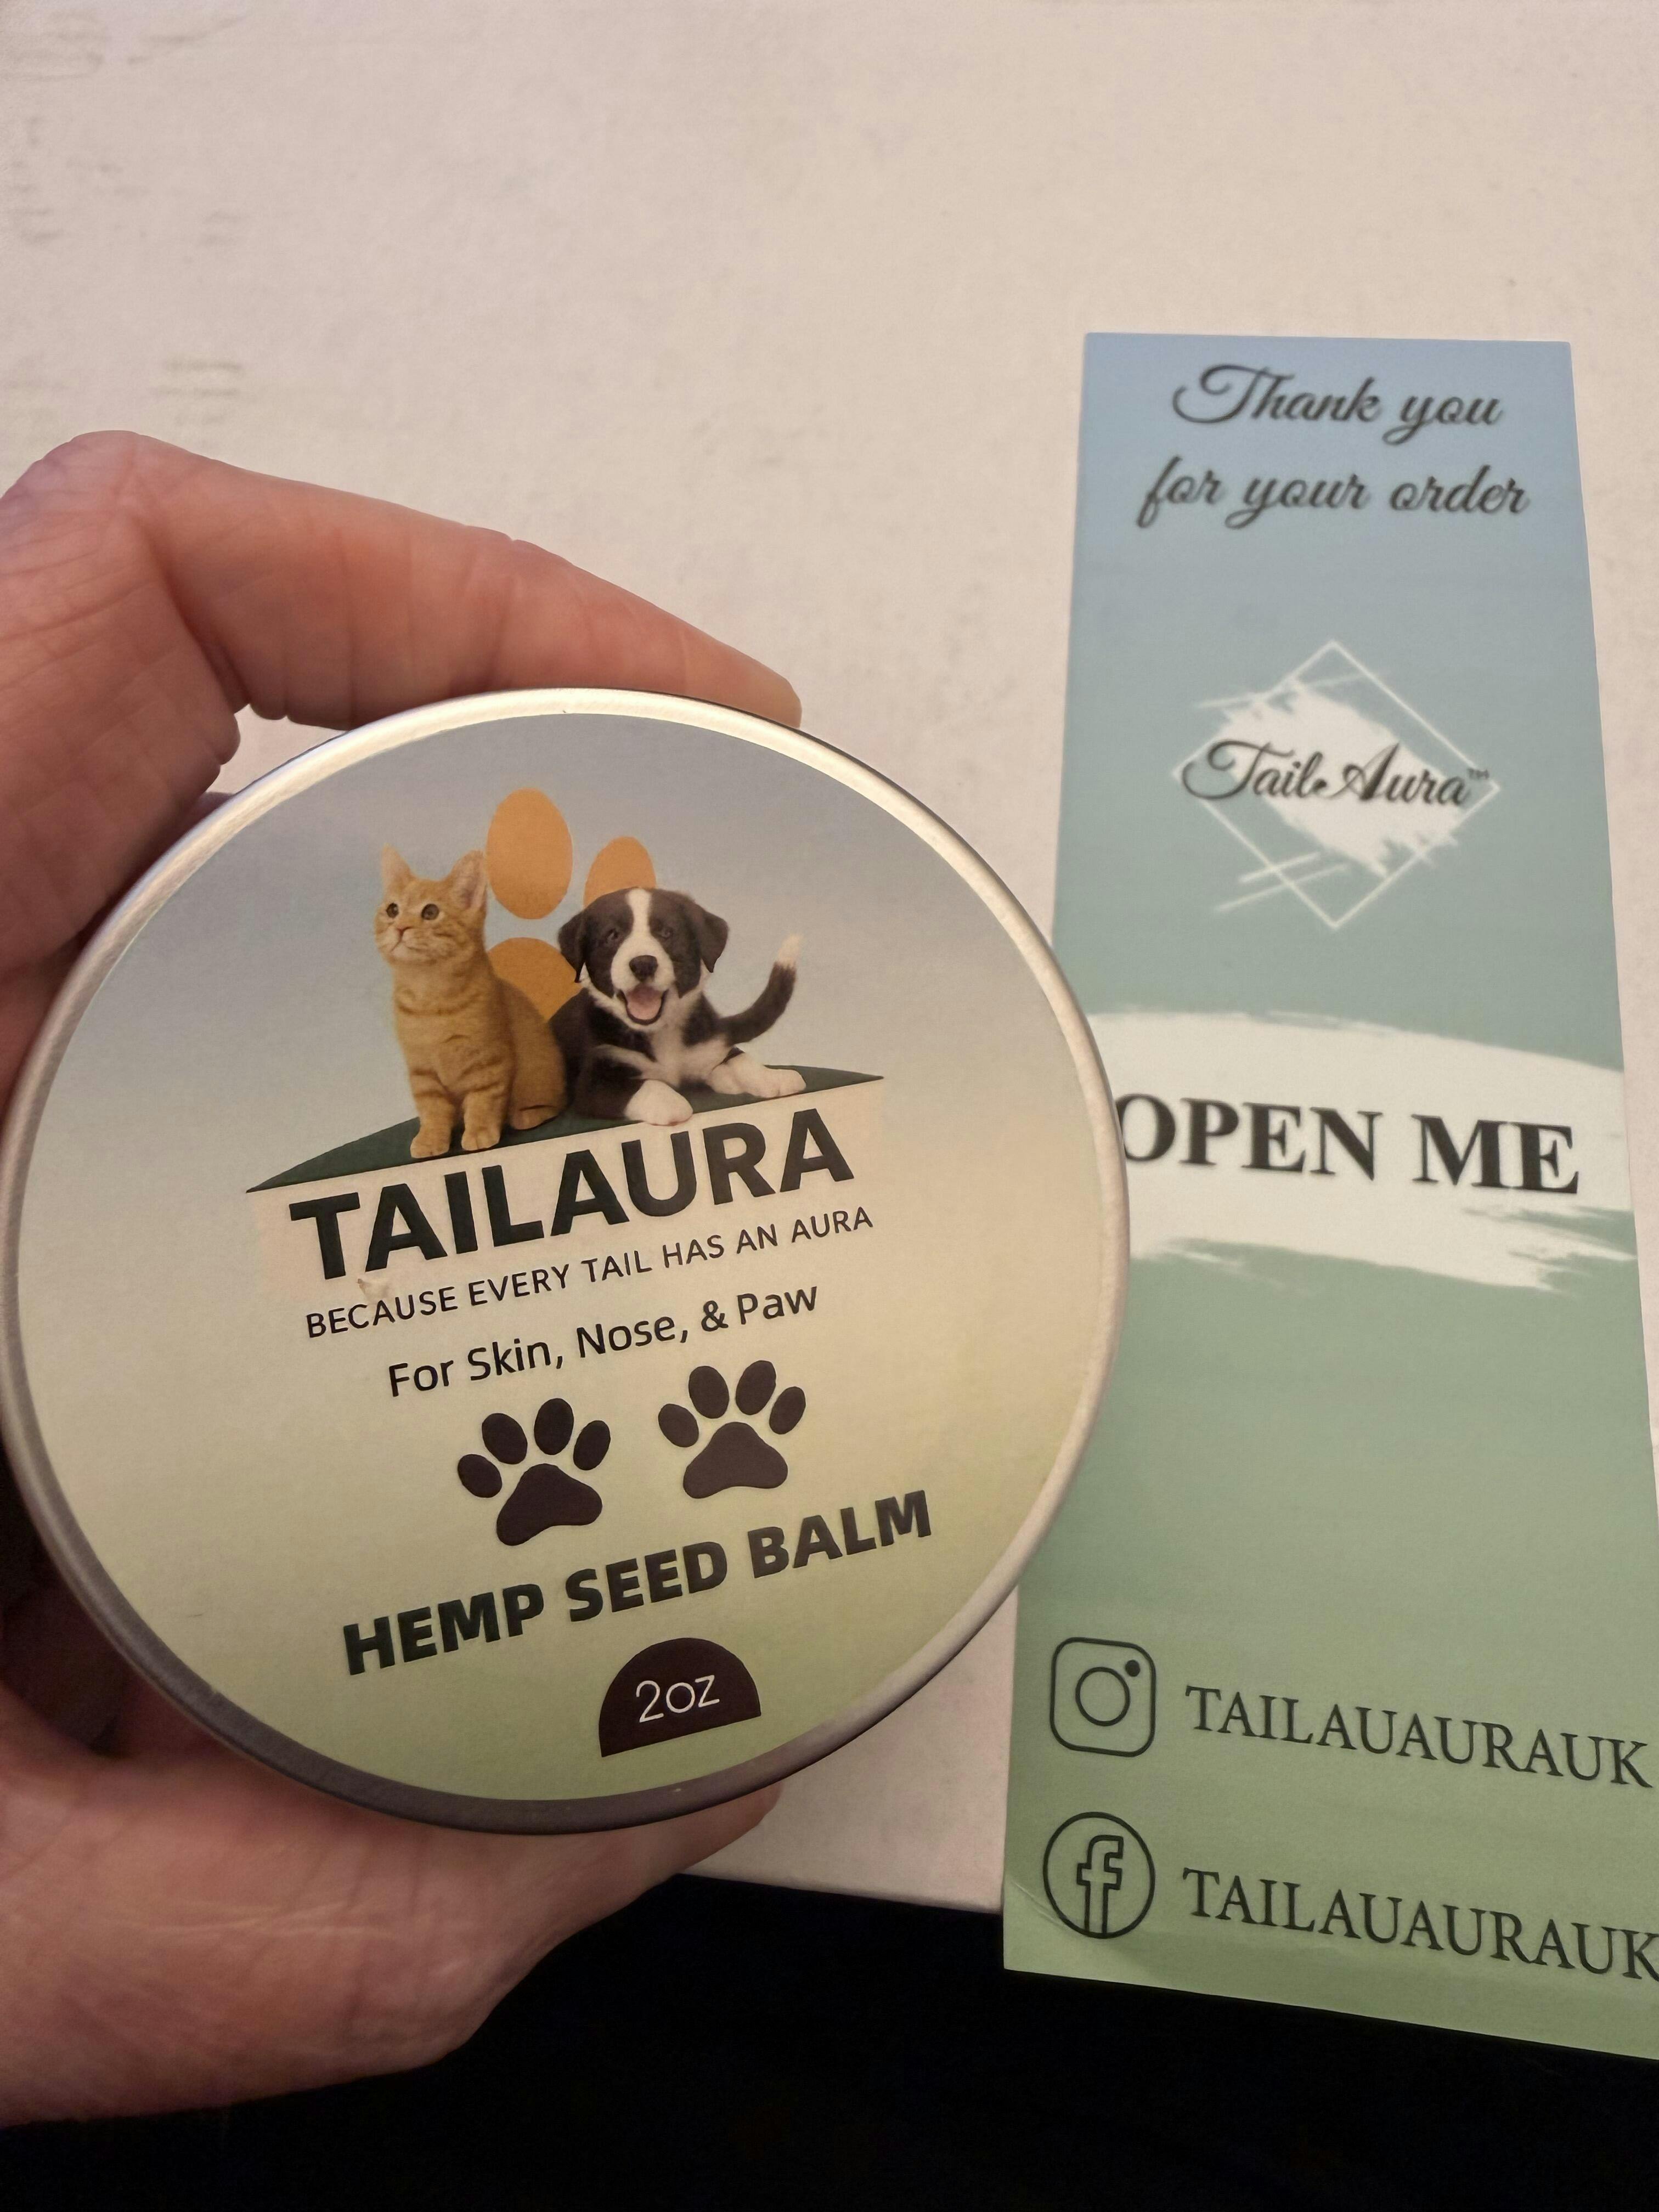 TAILAURA
BECAUSE EVERY TAIL HAS AN AURA
For Skin, Nose, & Paw
HEMP SEED BALM
2oz
Thank you
for your order
TailAura™
OPEN ME
TAILAUAURAUK
TAILAUAURAUK